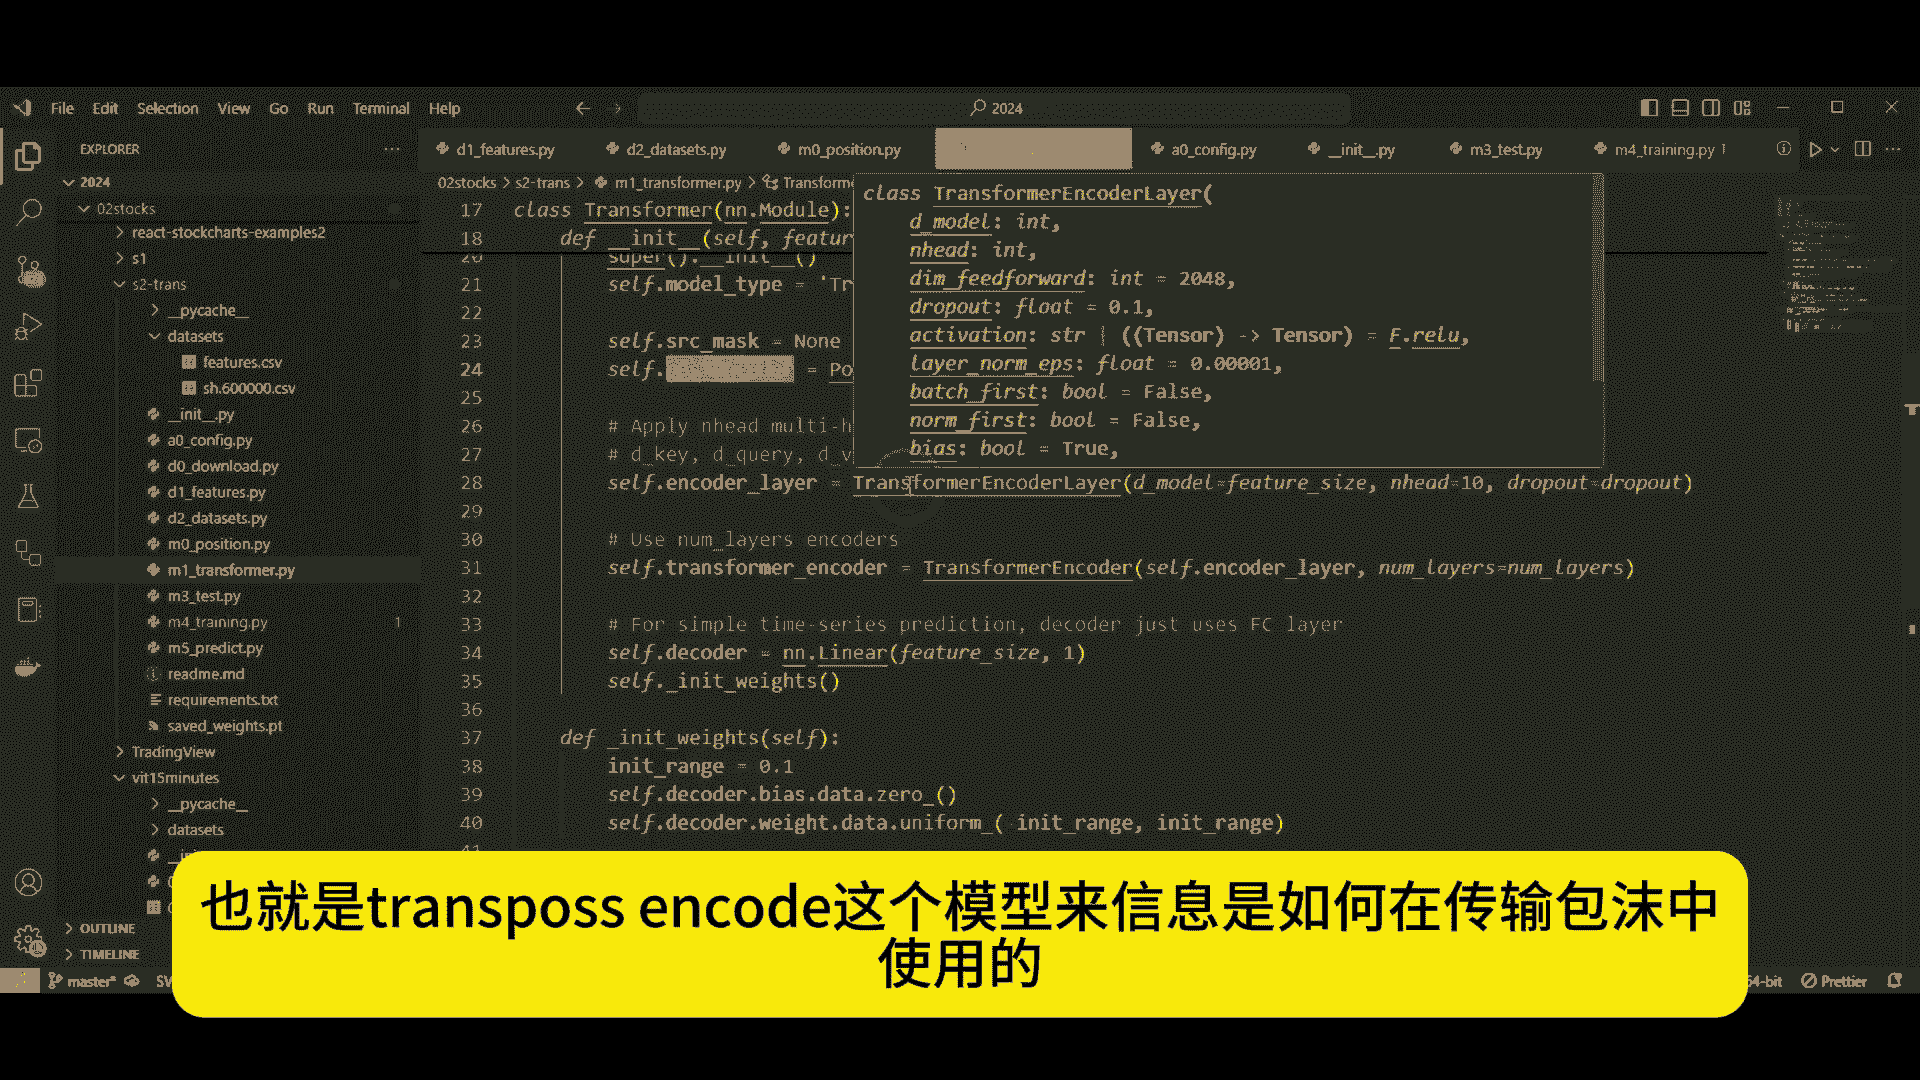 File Edit Selection View Go Run Terminal Help
2024
EXPLORER
d1_features.py
d2_datasets.py
m0_position.py
a0_config.py
__init__.py
m3_test.py
m4_training.py 1
2024
02stocks
react-stockcharts-examples2
s1
s2-trans
__pycache__
datasets
features.csv
sh.600000.csv
__init__.py
a0_config.py
d0_download.py
d1_features.py
d2_datasets.py
m0_position.py
m1_transformer.py
m3_test.py
m4_training.py 1
m5_predict.py
readme.md
requirements.txt
saved_weights.pt
TradingView
vit15minutes
__pycache__
datasets
OUTLINE
TIMELINE
02stocks > s2-trans > m1_transformer.py > Transforme
17 class Transformer(nn.Module):
18 def __init__(self, featur
20 super().__init__()
21 self.model_type = 'Tr
22
23 self.src_mask = None
24 self. = Po
25
26 # Apply nhead multi-h
27 # d_key, d_query, d_v
28 self.encoder_layer = TransformerEncoderLayer(d_model=feature_size, nhead=10, dropout=dropout)
29
30 # Use num_layers encoders
31 self.transformer_encoder = TransformerEncoder(self.encoder_layer, num_layers=num_layers)
32
33 # For simple time-series prediction, decoder just uses FC layer
34 self.decoder = nn.Linear(feature_size, 1)
35 self._init_weights()
36
37 def _init_weights(self):
38 init_range = 0.1
39 self.decoder.bias.data.zero_()
40 self.decoder.weight.data.uniform_( init_range, init_range)
41
class TransformerEncoderLayer(
d_model: int,
nhead: int,
dim_feedforward: int = 2048,
dropout: float = 0.1,
activation: str | ((Tensor) -> Tensor) = F.relu,
layer_norm_eps: float = 0.00001,
batch_first: bool = False,
norm_first: bool = False,
bias: bool = True,
也就是transposs encode这个模型来信息是如何在传输包沫中
使用的
master*
64-bit
Prettier